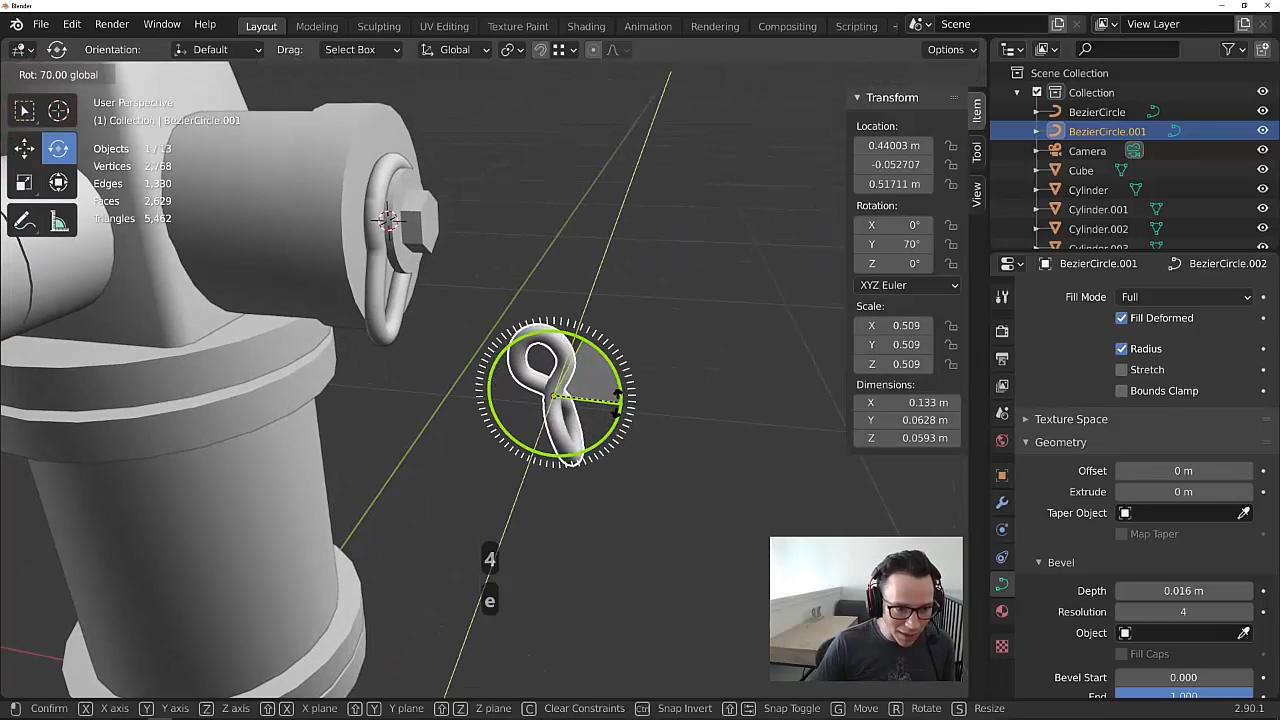 Blender
File Edit Render Window Help Layout Modeling Sculpting UV Editing Texture Paint Shading Animation Rendering Compositing Scripting Scene View Layer
Orientation: Default Drag: Select Box Global Options
Rot: 70.00 global
User Perspective
(1) Collection | BezierCircle.001
Objects 1/13
Vertices 2,768
Edges 1,330
Faces 2,629
Triangles 5,462
4
e
Transform
Location:
0.44003 m
-0.052707
0.51711 m
Rotation:
X 0°
Y 70°
Z 0°
XYZ Euler
Scale:
X 0.509
Y 0.509
Z 0.509
Dimensions:
X 0.133 m
Y 0.0628 m
Z 0.0593 m
Item
Tool
View
Scene Collection
Collection
BezierCircle
BezierCircle.001
Camera
Cube
Cylinder
Cylinder.001
Cylinder.002
Cylinder.003
BezierCircle.001 BezierCircle.002
Fill Mode Full
Fill Deformed
Radius
Stretch
Bounds Clamp
Texture Space
Geometry
Offset 0 m
Extrude 0 m
Taper Object
Map Taper
Bevel
Depth 0.016 m
Resolution 4
Object
Fill Caps
Bevel Start 0.000
End 1.000
Confirm X X axis Y Y axis Z Z axis X X plane Y Y plane Z Z plane C Clear Constraints Ctrl Snap Invert Snap Toggle G Move R Rotate S Resize 2.90.1